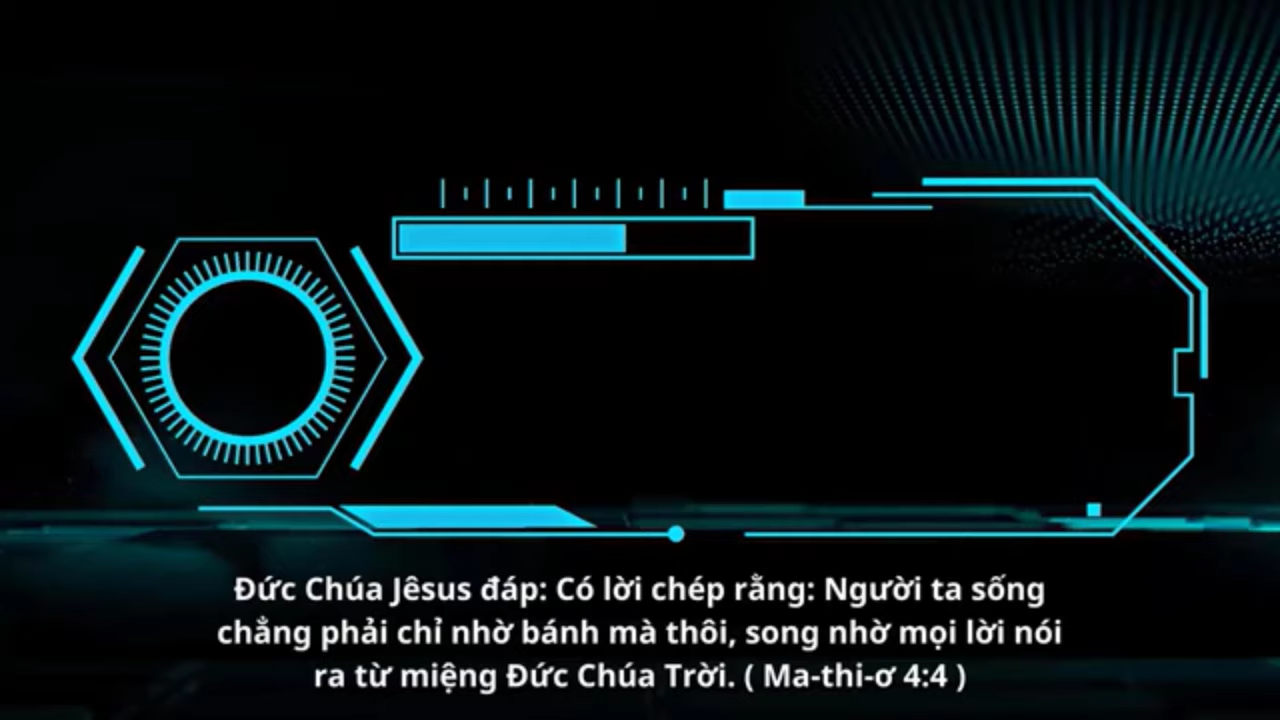 Đức Chúa Jêsus đáp: Có lời chép rằng: Người ta sống
chẳng phải chỉ nhờ bánh mà thôi, song nhờ mọi lời nói
ra từ miệng Đức Chúa Trời. ( Ma-thi-ơ 4:4 )